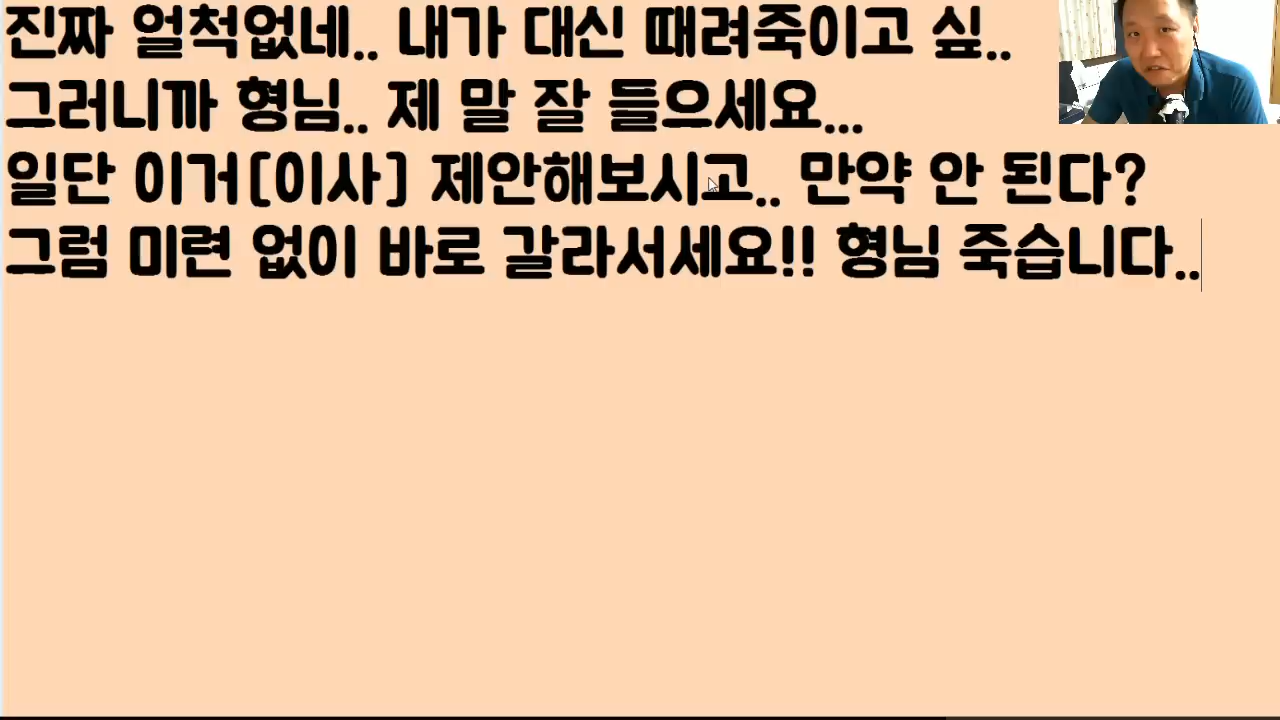 진짜 얼척없네.. 내가 대신 때려죽이고 싶..
그러니까 형님.. 제 말 잘 들으세요...
일단 이거[이사] 제안해보시고.. 만약 안 된다?
그럼 미련 없이 바로 갈라서세요!! 형님 죽습니다..